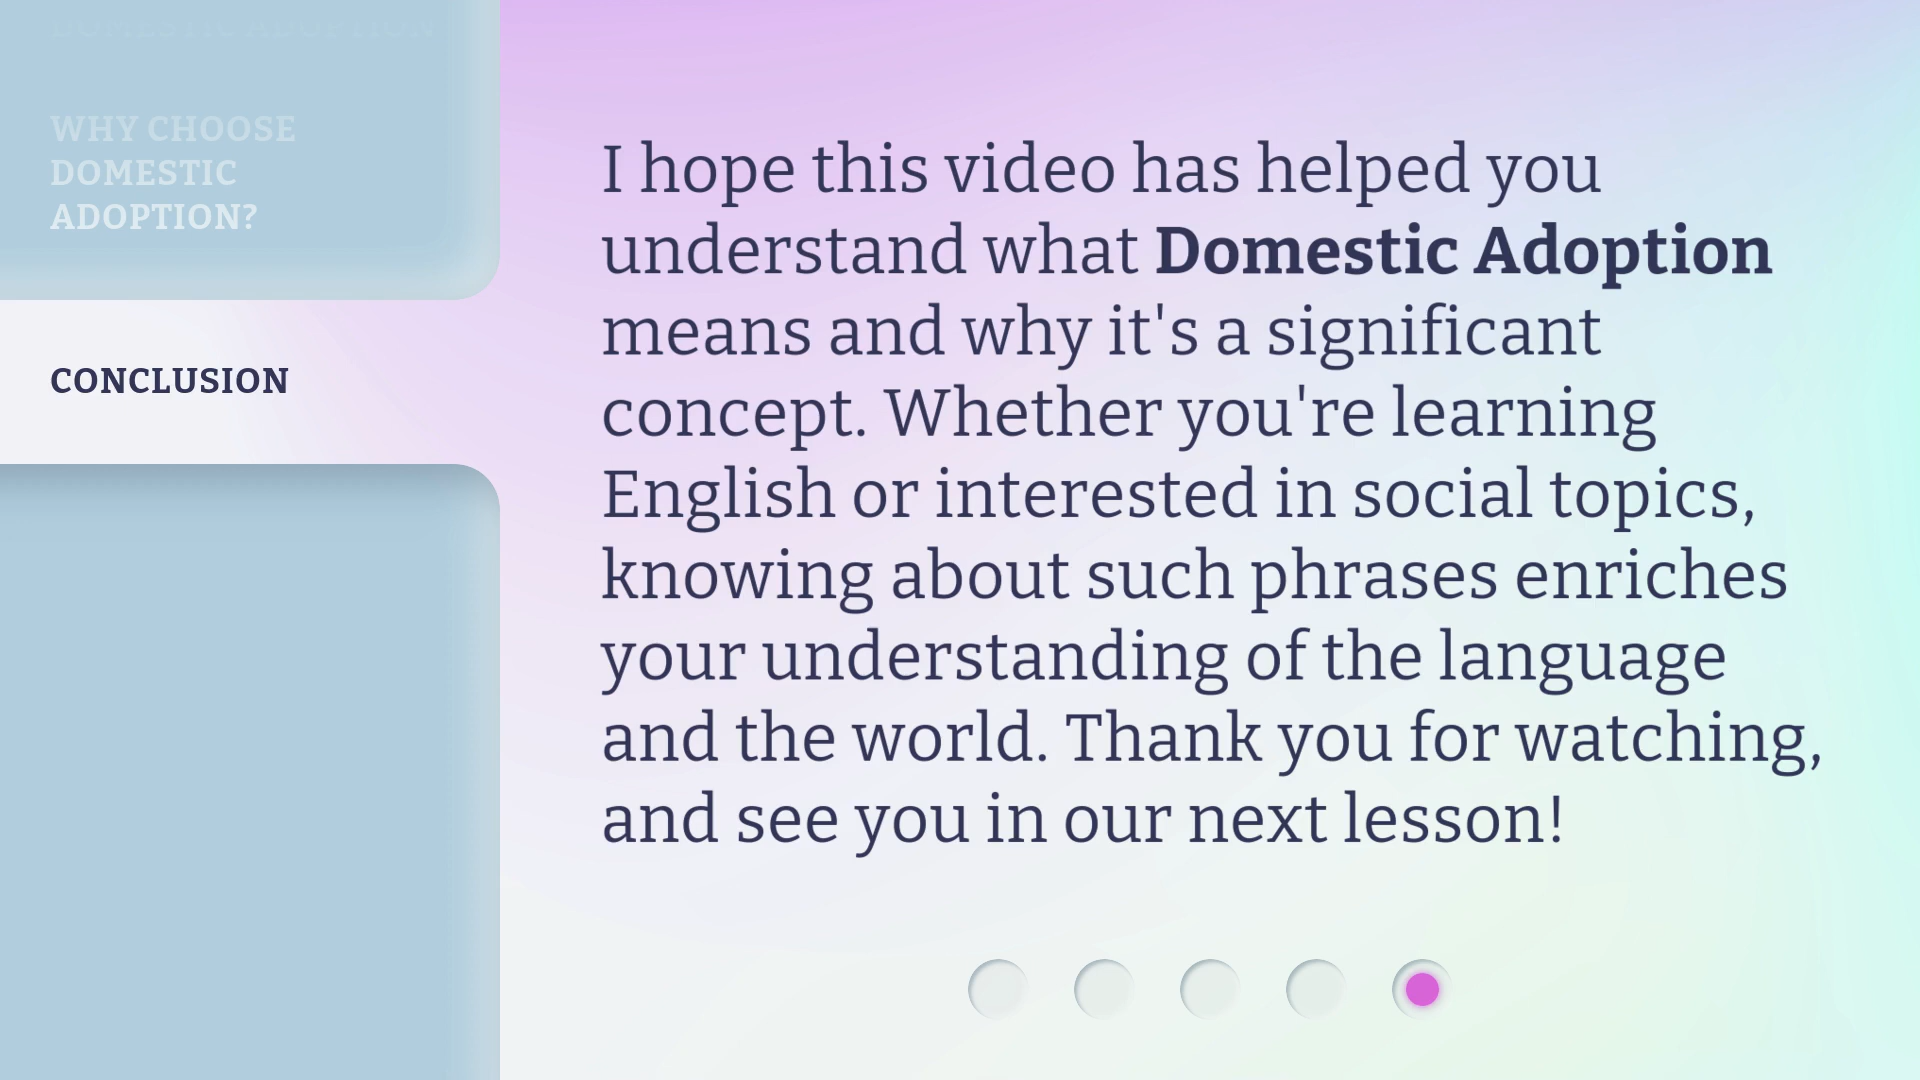 WHY CHOOSE
DOMESTIC
ADOPTION?
CONCLUSION
I hope this video has helped you
understand what Domestic Adoption
means and why it's a significant
concept. Whether you're learning
English or interested in social topics,
knowing about such phrases enriches
your understanding of the language
and the world. Thank you for watching,
and see you in our next lesson!